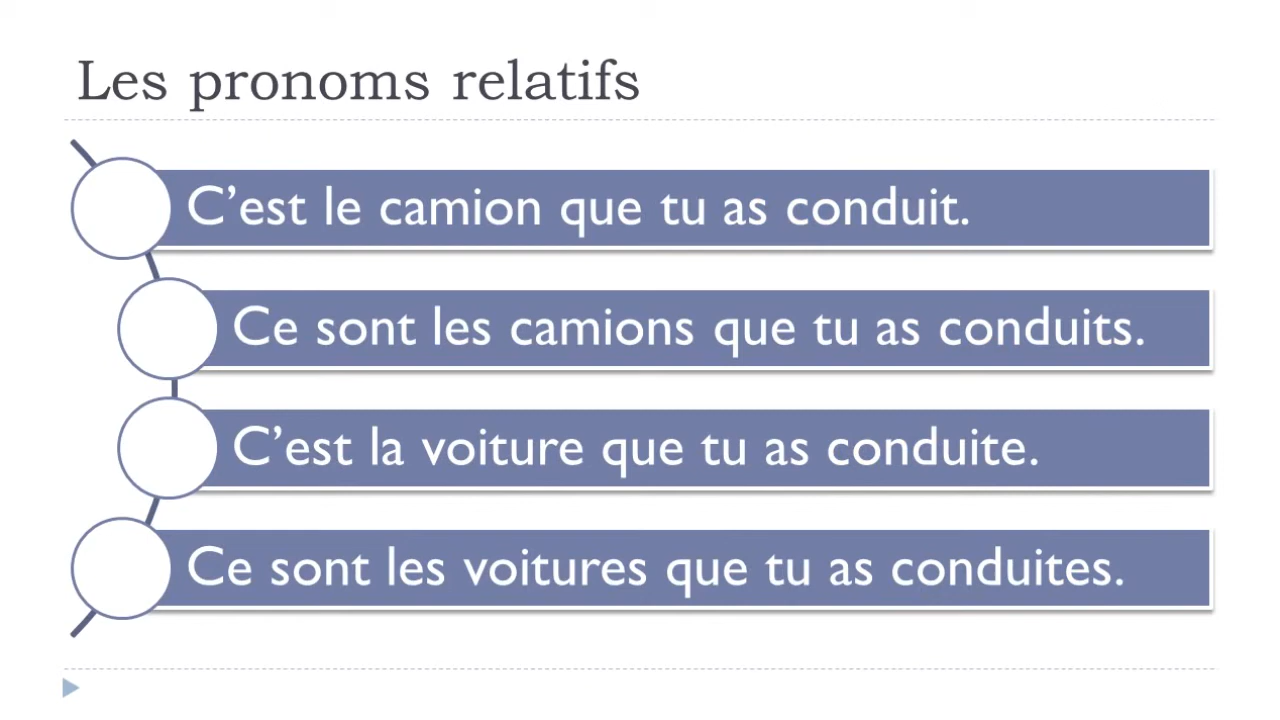 Les pronoms relatifs
C’est le camion que tu as conduit.
Ce sont les camions que tu as conduits.
C’est la voiture que tu as conduite.
Ce sont les voitures que tu as conduites.